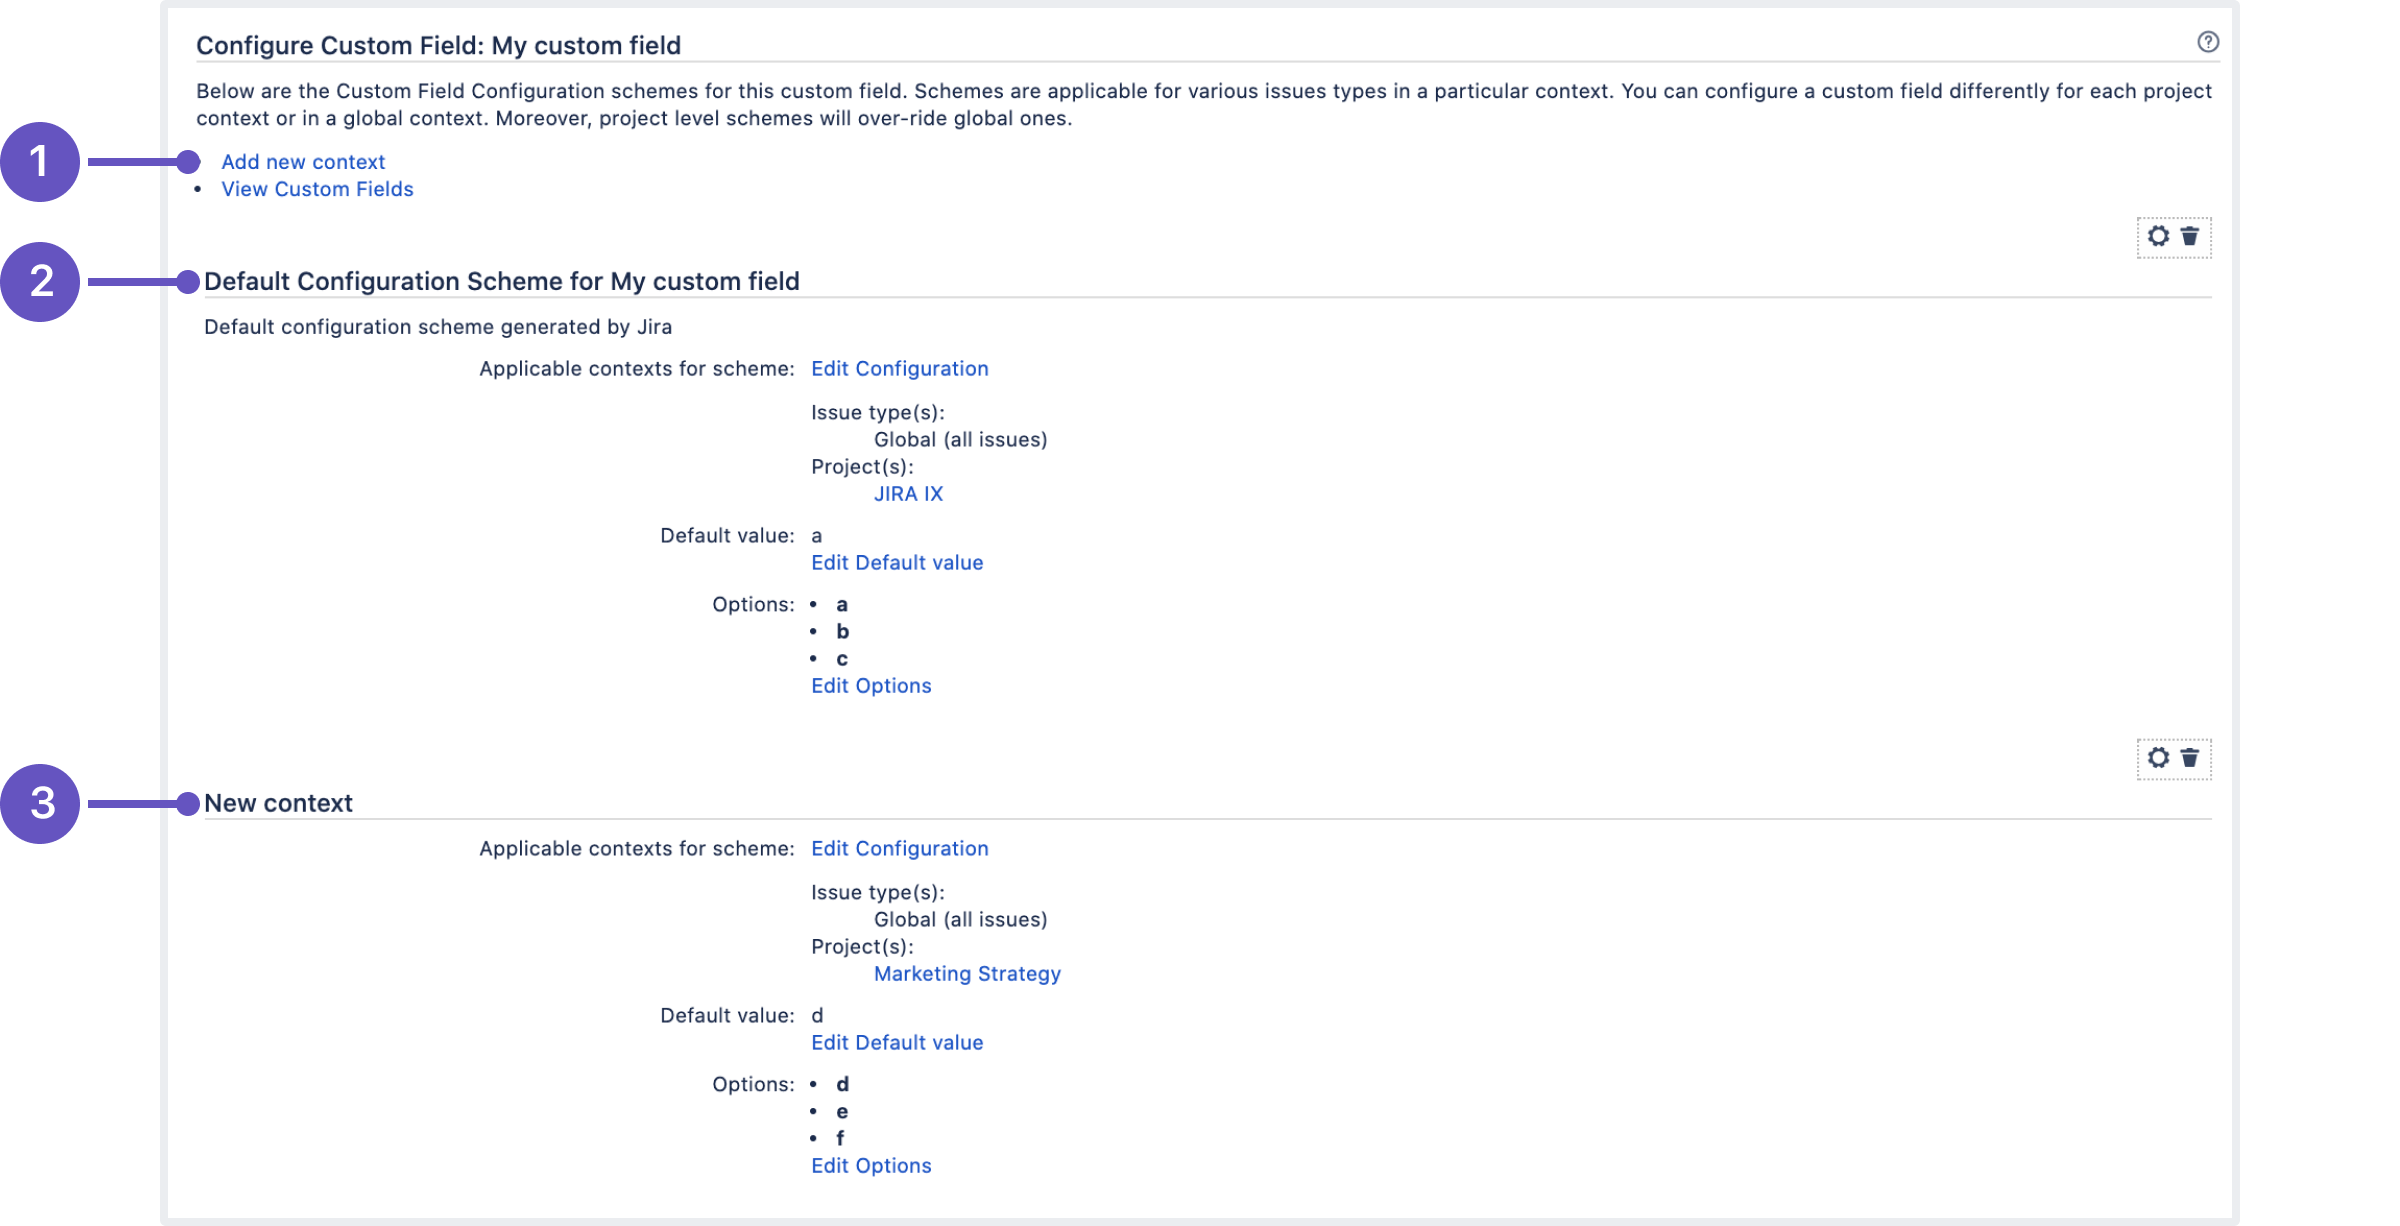 Configure Custom Field: My custom field
Below are the Custom Field Configuration schemes for this custom field. Schemes are applicable for various issues types in a particular context. You can configure a custom field differently for each project
context or in a global context. Moreover, project level schemes will over-ride global ones.
1
Add new context
• View Custom Fields
2
Default Configuration Scheme for My custom field
Default configuration scheme generated by Jira
Applicable contexts for scheme: Edit Configuration
Issue type(s):
Global (all issues)
Project(s):
JIRA IX
Default value: a
Edit Default value
Options: • a
• b
• c
Edit Options
3
New context
Applicable contexts for scheme: Edit Configuration
Issue type(s):
Global (all issues)
Project(s):
Marketing Strategy
Default value: d
Edit Default value
Options: • d
• e
• f
Edit Options